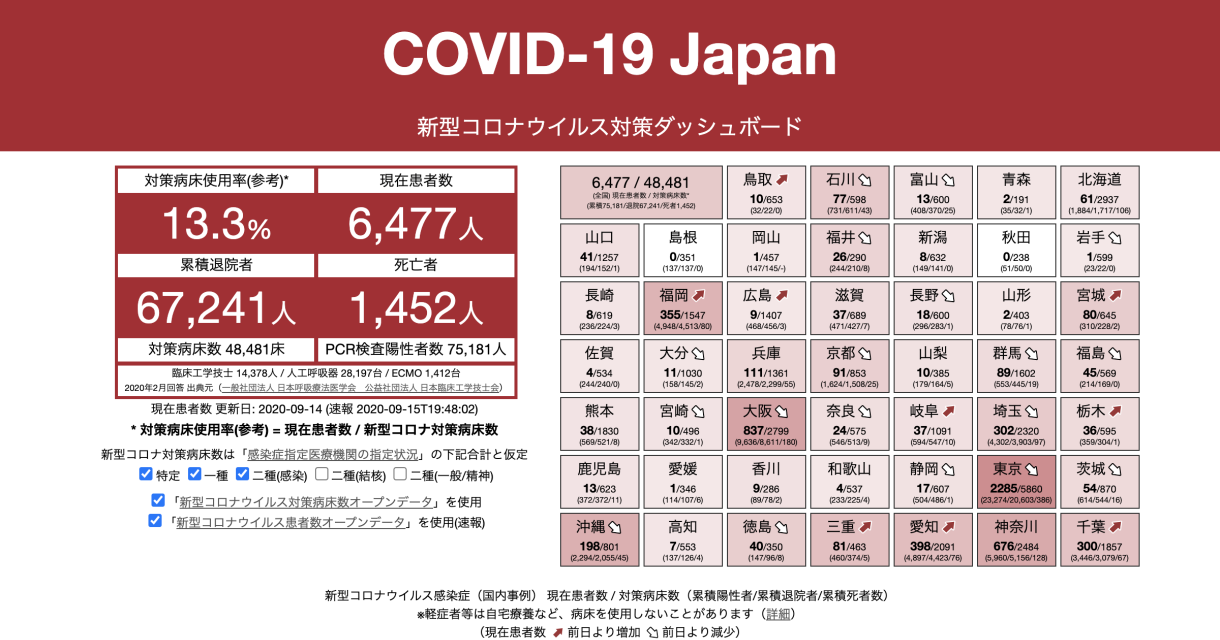 COVID-19 Japan
新型コロナウイルス対策ダッシュボード
対策病床使用率(参考)*
現在患者数
13.3%
6,477人
累積退院者
死亡者
67,241人
1,452人
対策病床数 48,481床
PCR検査陽性者数 75,181人
臨床工学技士 14,378人 / 人工呼吸器 28,197台 / ECMO 1,412台
2020年2月回答 出典元（一般社団法人 日本呼吸療法医学会　公益社団法人 日本臨床工学技士会）
現在患者数 更新日: 2020-09-14 (速報 2020-09-15T19:48:02)
* 対策病床使用率(参考) = 現在患者数 / 新型コロナ対策病床数
新型コロナ対策病床数は「感染症指定医療機関の指定状況」の下記合計と仮定
特定 一種 二種(感染) 二種(結核) 二種(一般/精神)
「新型コロナウイルス対策病床数オープンデータ」を使用
「新型コロナウイルス患者数オープンデータ」を使用(速報)
6,477 / 48,481
(全国) 現在患者数 / 対策病床数*
(累積75,181/退院67,241/死者1,452)
鳥取
10/653
(32/22/0)
石川
77/598
(731/611/43)
富山
13/600
(408/370/25)
青森
2/191
(35/32/1)
北海道
61/2937
(1,884/1,717/106)
山口
41/1257
(194/152/1)
島根
0/351
(137/137/0)
岡山
1/457
(147/145/-)
福井
26/290
(244/210/8)
新潟
8/632
(149/141/0)
秋田
0/238
(51/50/0)
岩手
1/599
(23/22/0)
長崎
8/619
(236/224/3)
福岡
355/1547
(4,948/4,513/80)
広島
9/1407
(468/456/3)
滋賀
37/689
(471/427/7)
長野
18/600
(296/283/1)
山形
2/403
(78/76/1)
宮城
80/645
(310/228/2)
佐賀
4/534
(244/240/0)
大分
11/1030
(158/145/2)
兵庫
111/1361
(2,478/2,299/55)
京都
91/853
(1,624/1,508/25)
山梨
10/385
(179/164/5)
群馬
89/1602
(553/445/19)
福島
45/569
(214/169/0)
熊本
38/1830
(569/521/8)
宮崎
10/496
(342/332/1)
大阪
837/2799
(9,636/8,611/180)
奈良
24/575
(546/513/9)
岐阜
37/1091
(594/547/10)
埼玉
302/2320
(4,302/3,903/97)
栃木
36/595
(359/304/1)
鹿児島
13/623
(372/372/11)
愛媛
1/346
(114/107/6)
香川
9/286
(89/78/2)
和歌山
4/537
(233/225/4)
静岡
17/607
(504/486/1)
東京
2285/5860
(23,274/20,603/386)
茨城
54/870
(614/544/16)
沖縄
198/801
(2,294/2,055/45)
高知
7/553
(137/126/4)
徳島
40/350
(147/96/8)
三重
81/463
(460/374/5)
愛知
398/2091
(4,897/4,423/76)
神奈川
676/2484
(5,960/5,156/128)
千葉
300/1857
(3,446/3,079/67)
新型コロナウイルス感染症（国内事例） 現在患者数 / 対策病床数（累積陽性者/累積退院者/累積死者数）
※軽症者等は自宅療養など、病床を使用しないことがあります（詳細）
（現在患者数 前日より増加 前日より減少）